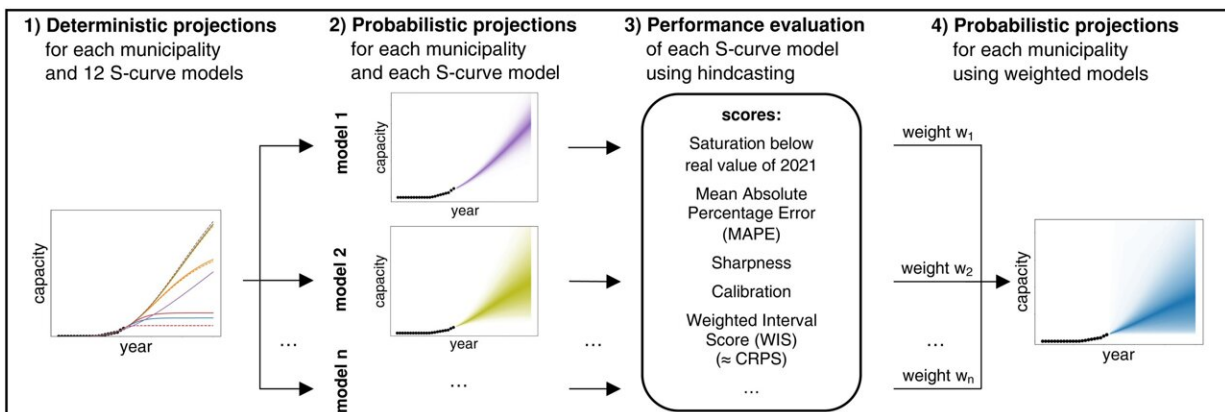 1) Deterministic projections
for each municipality
and 12 S-curve models
capacity
year
2) Probabilistic projections
for each municipality
and each S-curve model
model 1
capacity
year
model 2
capacity
year
...
...
model n
...
3) Performance evaluation
of each S-curve model
using hindcasting
...
scores:
Saturation below
real value of 2021
Mean Absolute
Percentage Error
(MAPE)
Sharpness
Calibration
Weighted Interval
Score (WIS)
(≈ CRPS)
...
4) Probabilistic projections
for each municipality
using weighted models
weight w₁
weight w₂
...
weight wₙ
capacity
year